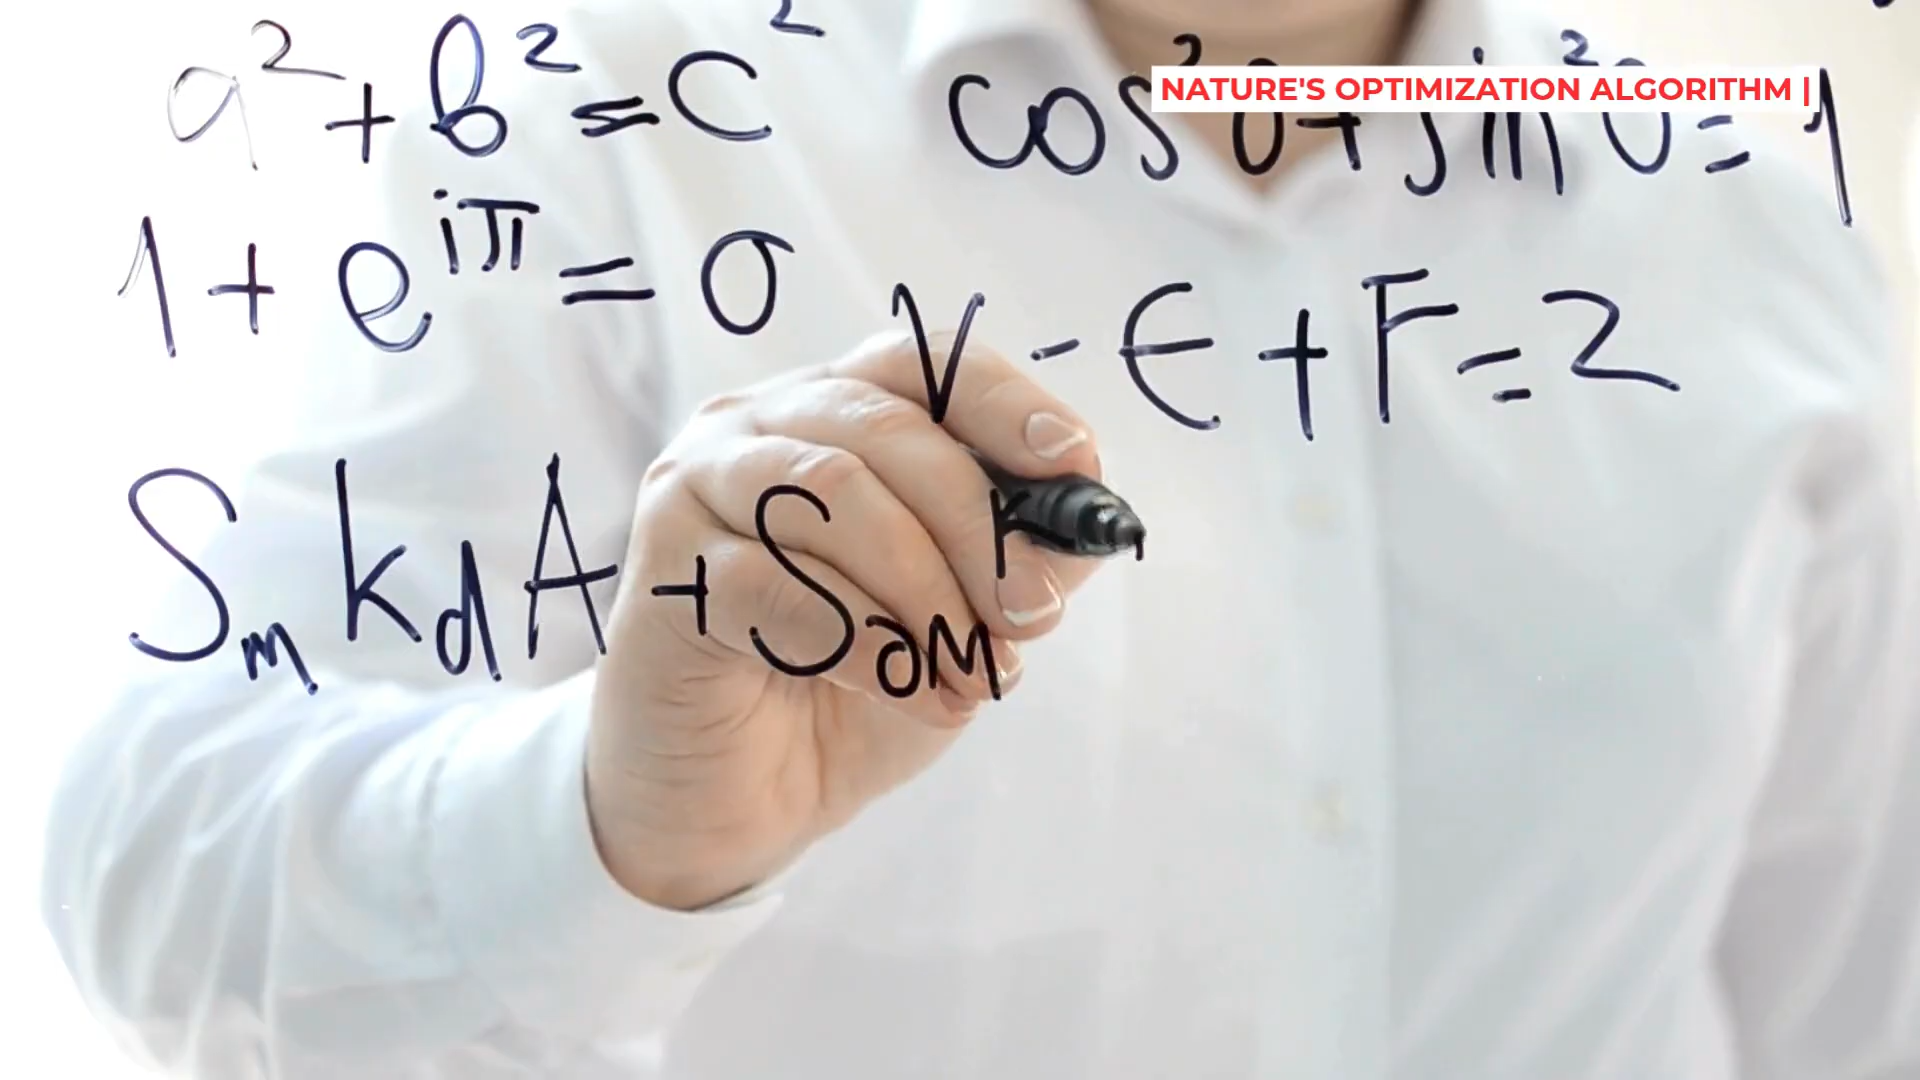 a² + b² = c²
cos²θ + sin²θ = 1
NATURE'S OPTIMIZATION ALGORITHM |
1 + e^iπ = 0
V - E + F = 2
∫_M k dA + ∫_∂M k